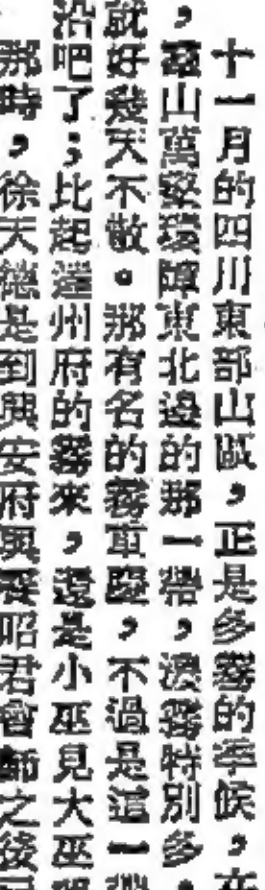 十一月的四川東部山區,正是多霧的季候,在
,萬山萬壑環障東北邊的那一帶,濃霧特別多,
就好幾天不散。那有名的霧重慶,不過是這一帶
沿吧了;比起達州府的霧來,還是小巫見大巫
那時,徐天德是到興安府與張昭君會師之後